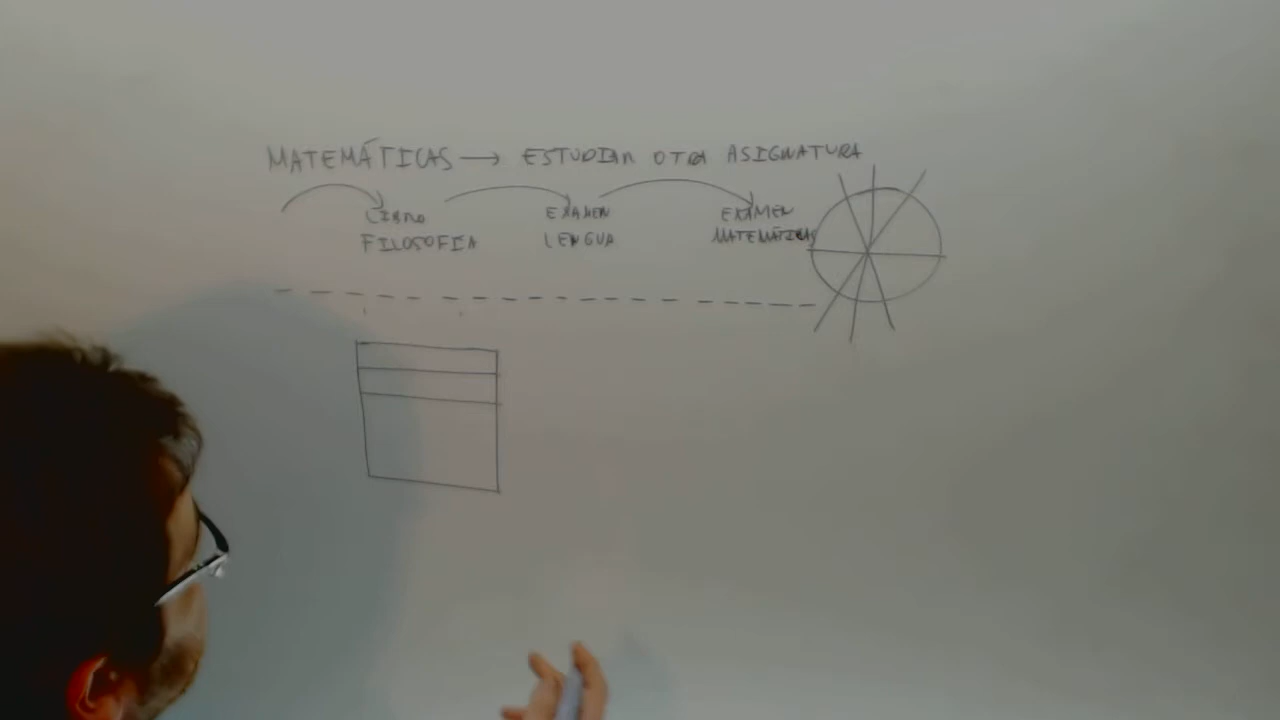 MATEMÁTICAS → ESTUDIAR OTRA ASIGNATURA
LIBRO EXAMEN EXAMEN
FILOSOFIA LENGUA MATEMÁTICAS